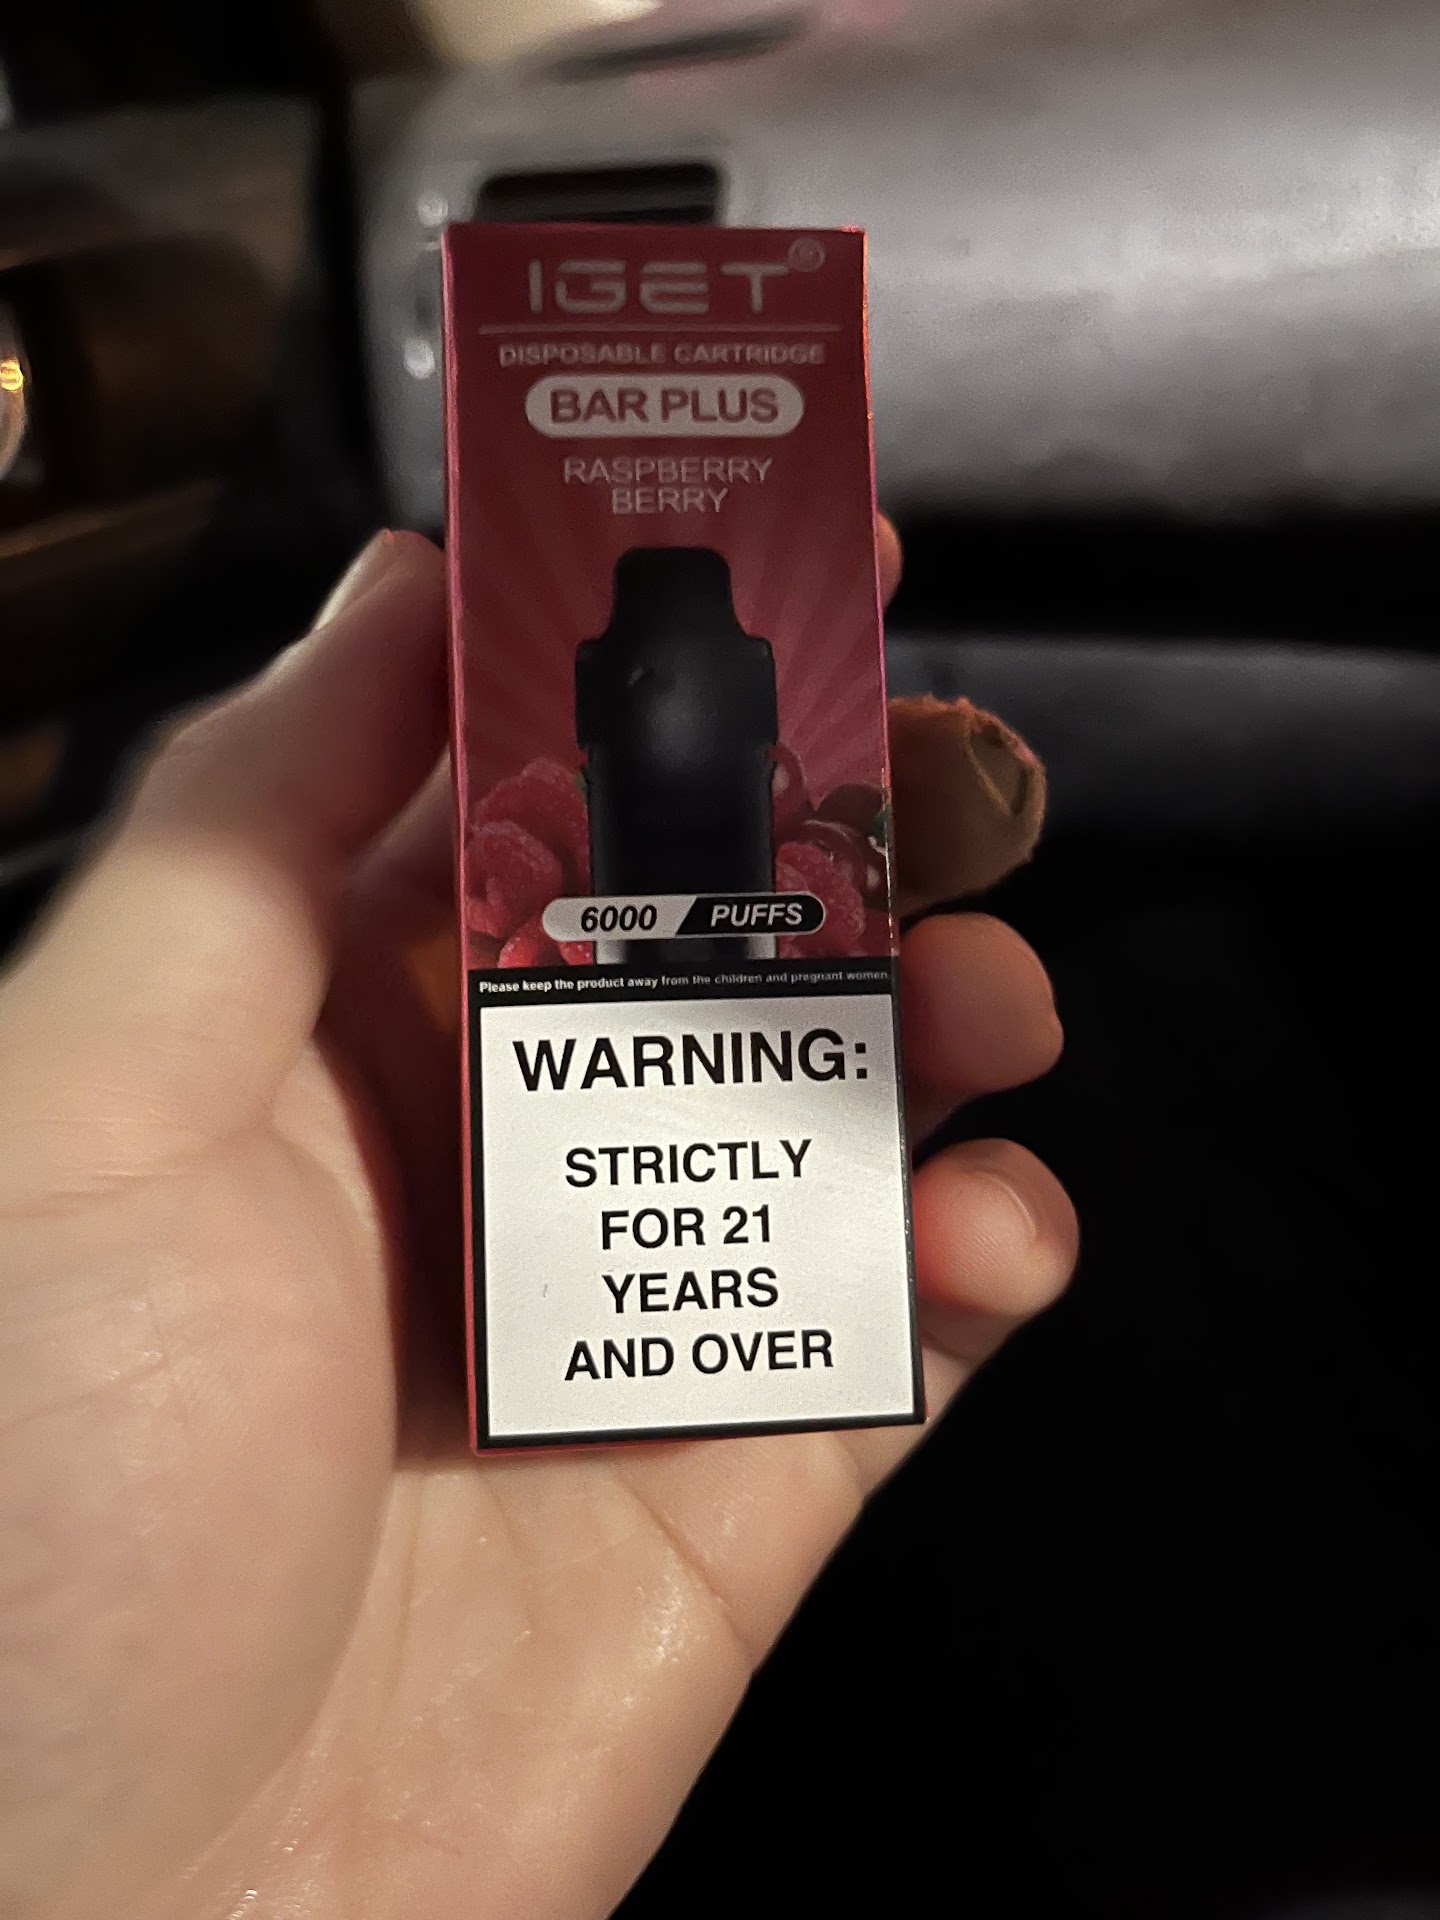 IGET®
DISPOSABLE CARTRIDGE
BAR PLUS
RASPBERRY
BERRY
6000 PUFFS
Please keep the product away from the children and pregnant women.
WARNING:
STRICTLY
FOR 21
YEARS
AND OVER